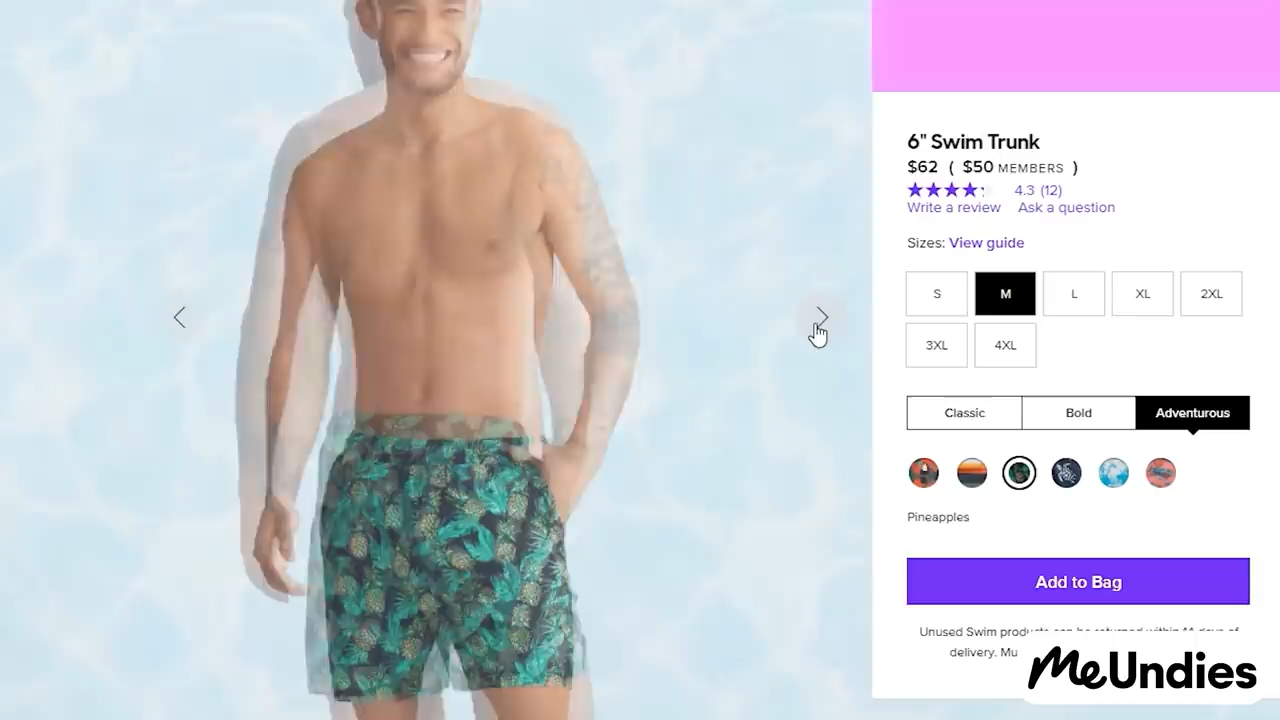 6" Swim Trunk
$62 ( $50 MEMBERS )
4.3 (12)
Write a review Ask a question
Sizes: View guide
S M L XL 2XL
3XL 4XL
Classic Bold Adventurous
Pineapples
Add to Bag
Unused Swim products can be returned within 14 days of
delivery. Mu
MeUndies